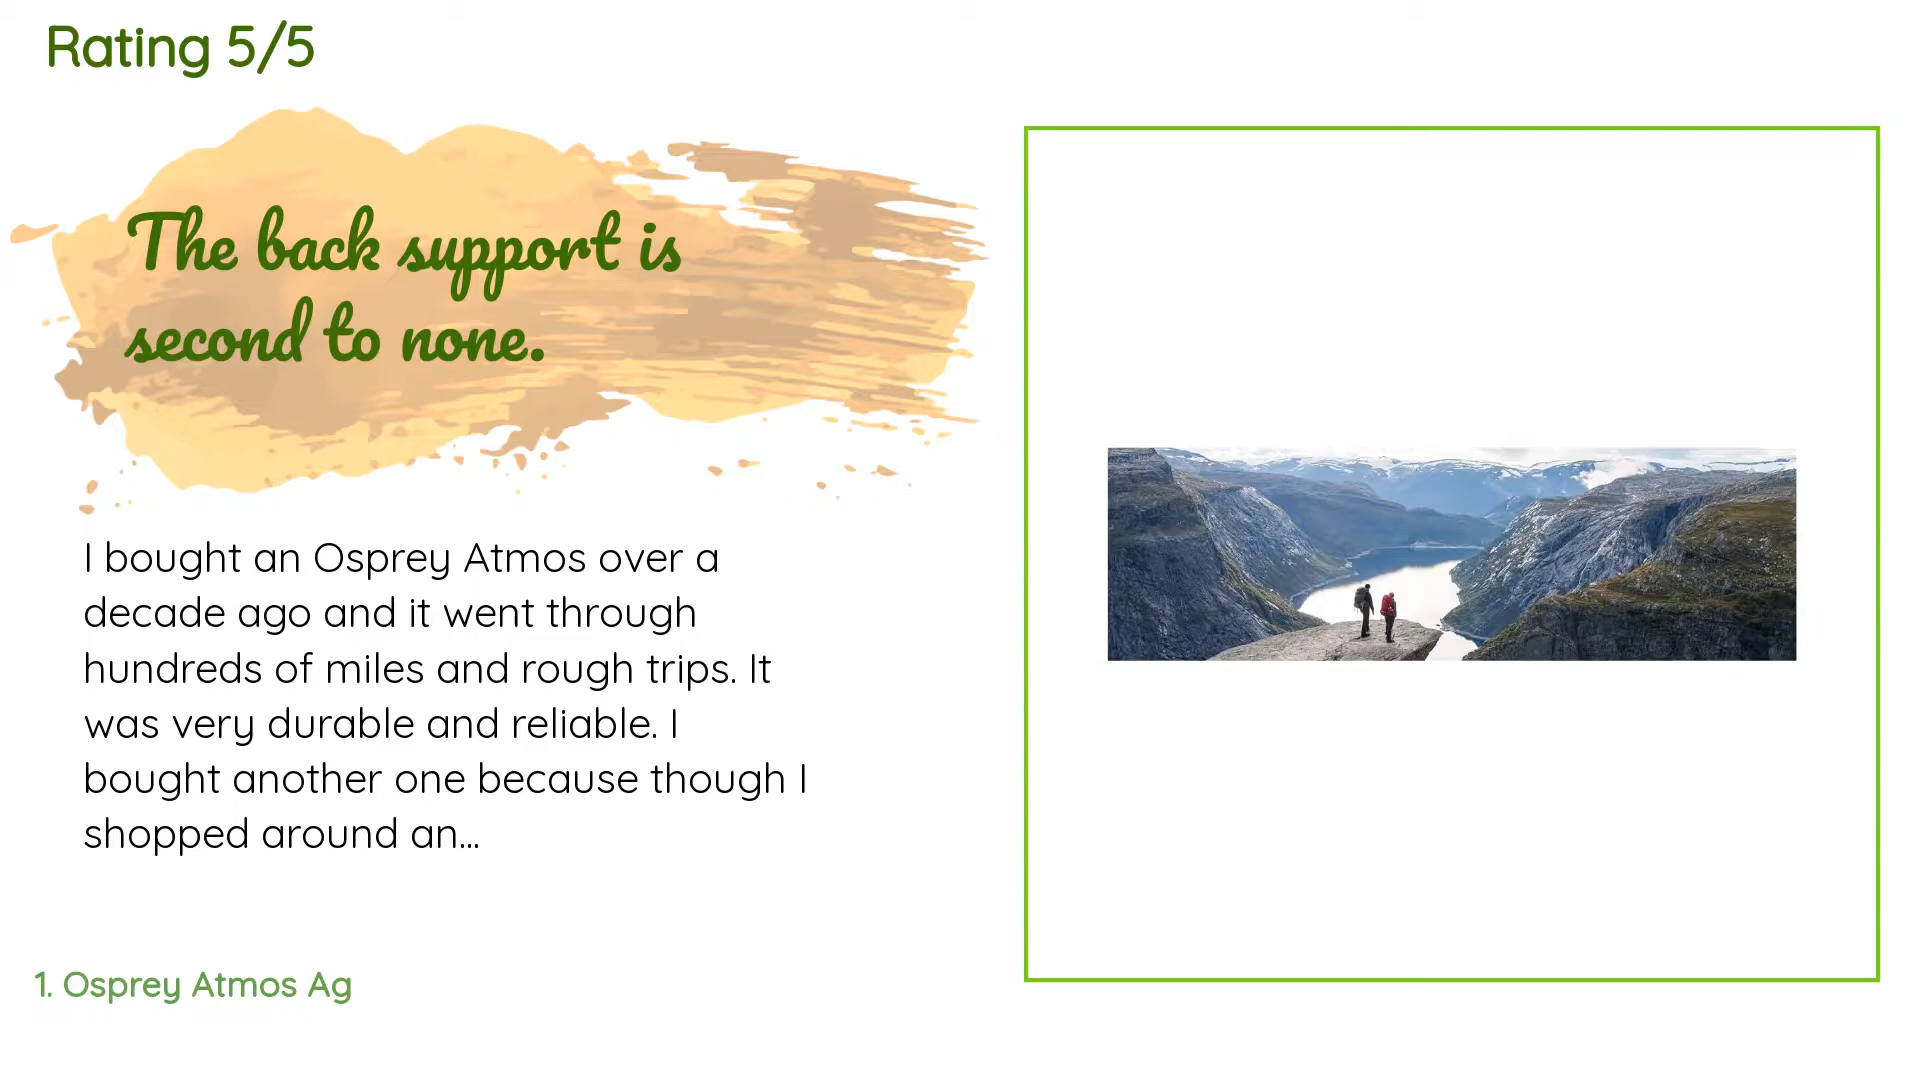 Rating 5/5
The back support is
second to none.
I bought an Osprey Atmos over a
decade ago and it went through
hundreds of miles and rough trips. It
was very durable and reliable. I
bought another one because though I
shopped around an...
1. Osprey Atmos Ag